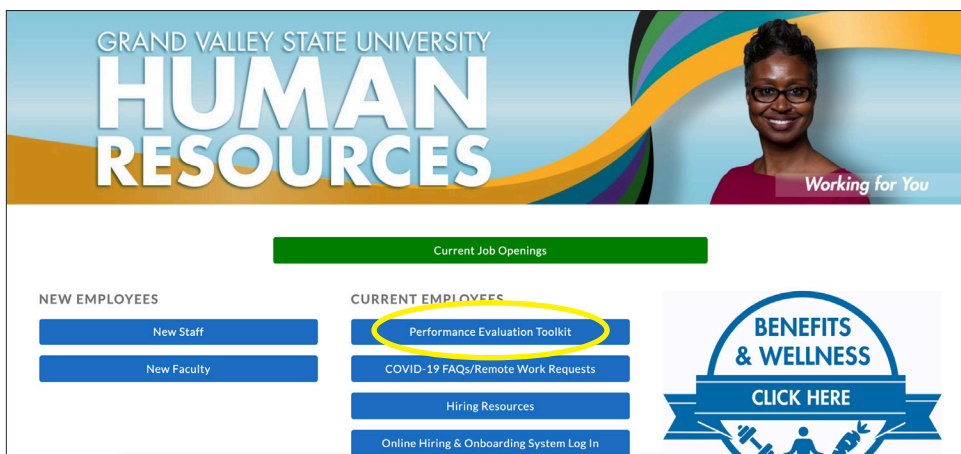 GRAND VALLEY STATE UNIVERSITY
HUMAN
RESOURCES
Working for You
Current Job Openings
NEW EMPLOYEES
New Staff
New Faculty
CURRENT EMPLOYEES
Performance Evaluation Toolkit
COVID-19 FAQs/Remote Work Requests
Hiring Resources
Online Hiring & Onboarding System Log In
BENEFITS
& WELLNESS
CLICK HERE